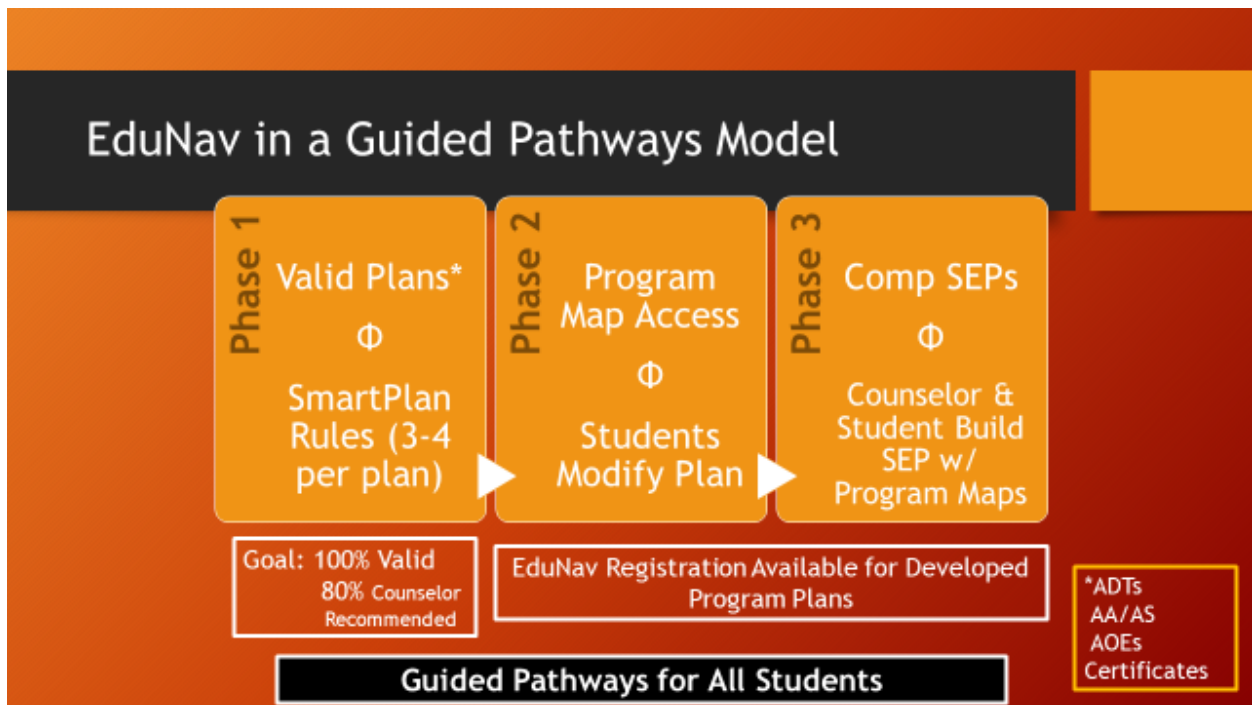 EduNav in a Guided Pathways Model
Phase 1
Valid Plans*
Φ
SmartPlan
Rules (3-4
per plan)
Phase 2
Program
Map Access
Φ
Students
Modify Plan
Phase 3
Comp SEPs
Φ
Counselor &
Student Build
SEP w/
Program Maps
Goal: 100% Valid
80% Counselor
Recommended
EduNav Registration Available for Developed
Program Plans
*ADTs
AA/AS
AOEs
Certificates
Guided Pathways for All Students